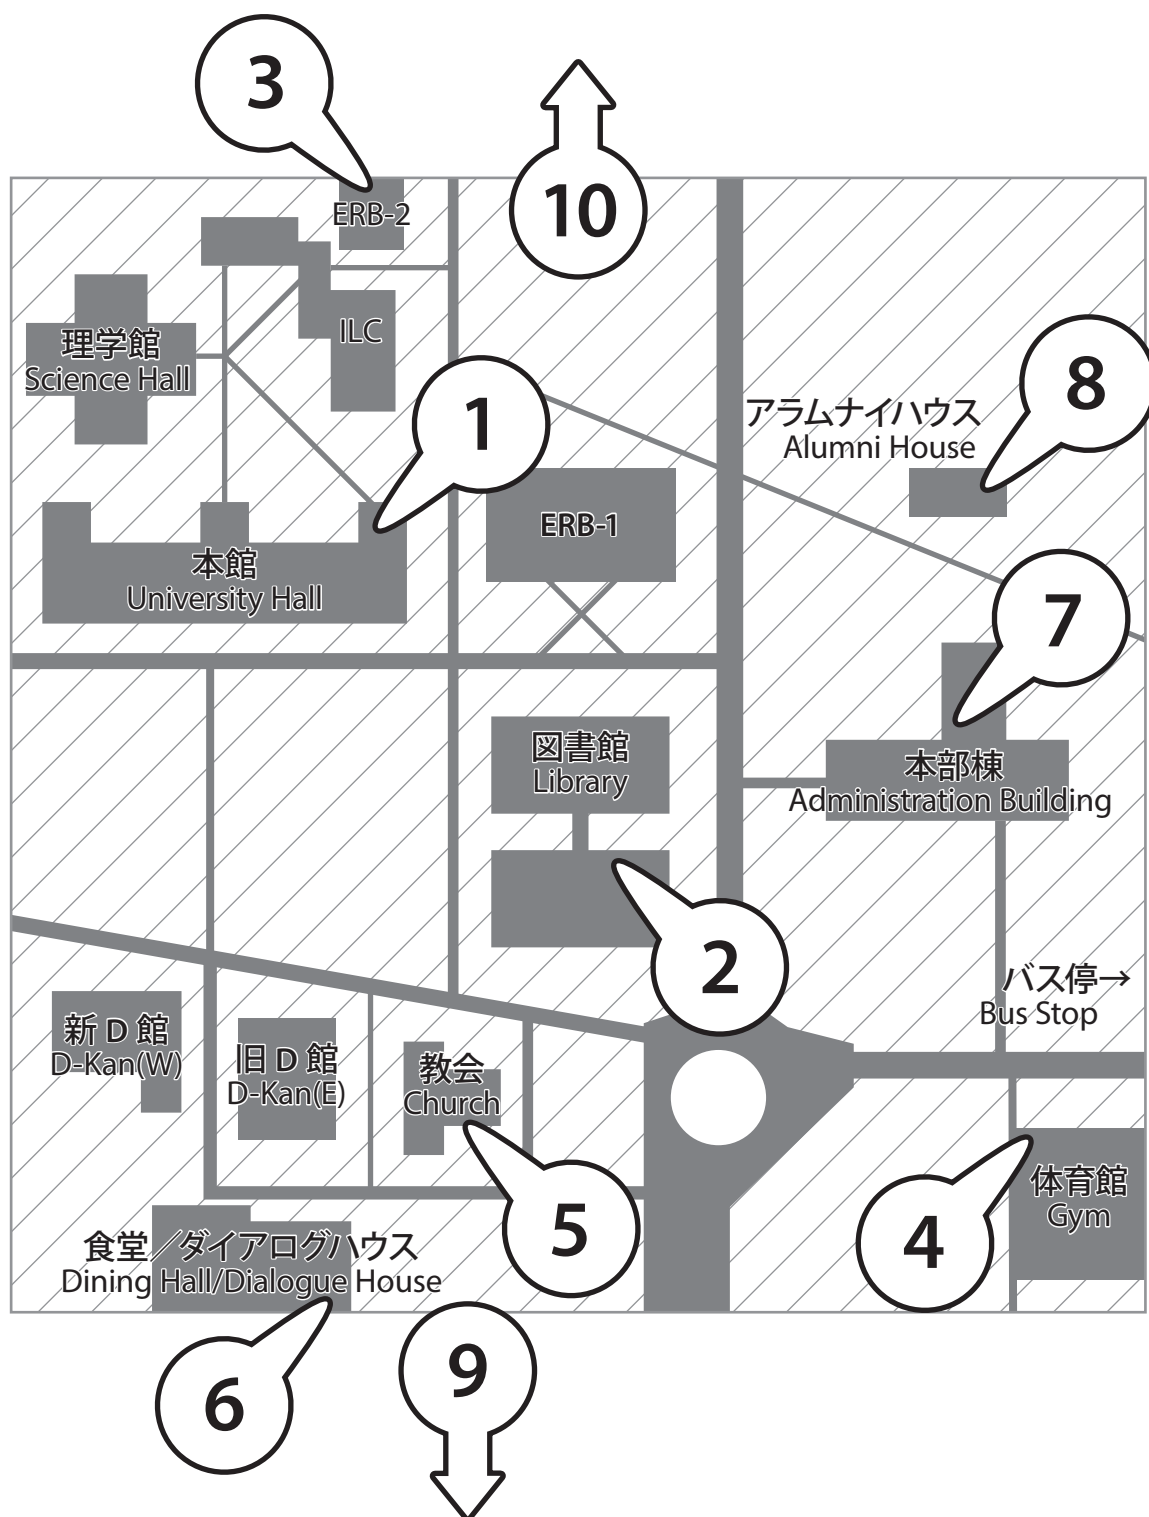 3
10
ERB-2
理学館
Science Hall
ILC
1
8
アラムナイハウス
Alumni House
ERB-1
本館
University Hall
7
図書館
Library
本部棟
Administration Building
2
バス停→
Bus Stop
新 D 館
D-Kan(W)
旧 D 館
D-Kan(E)
教会
Church
5
4
体育館
Gym
食堂／ダイアログハウス
Dining Hall/Dialogue House
6
9